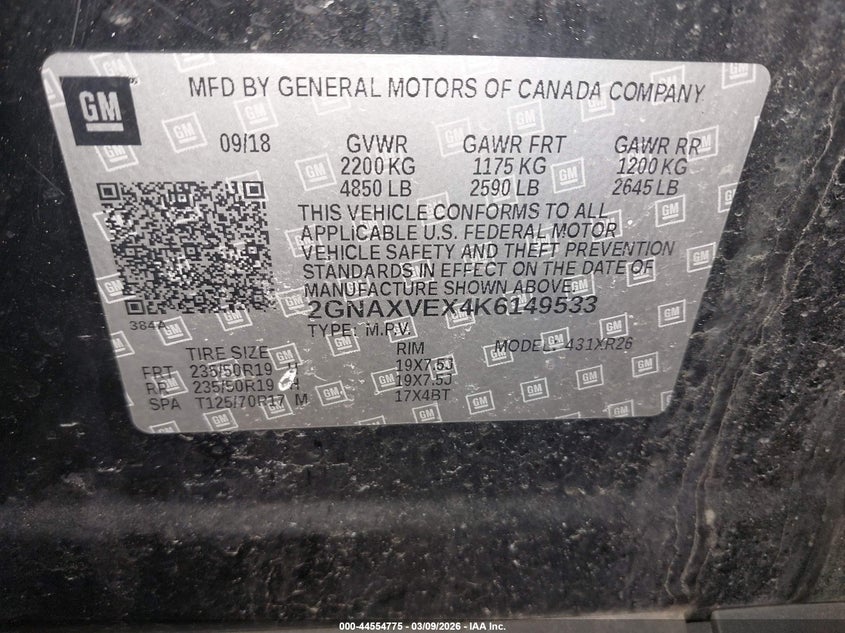 GM
MFD BY GENERAL MOTORS OF CANADA COMPANY
09/18 GVWR GAWR FRT GAWR RR
2200 KG 1175 KG 1200 KG
4850 LB 2590 LB 2645 LB
THIS VEHICLE CONFORMS TO ALL
APPLICABLE U.S. FEDERAL MOTOR
VEHICLE SAFETY AND THEFT PREVENTION
STANDARDS IN EFFECT ON THE DATE OF
MANUFACTURE SHOWN ABOVE
2GNAXVEX4K6149533
384A
TYPE: M.P.V. MODEL: 431XR26
TIRE SIZE RIM
FRT 235/50R19 H 19X7.5J
RR 235/50R19 H 19X7.5J
SPA T125/70R17 M 17X4BT
000-44554775 - 03/09/2026 - IAA Inc.